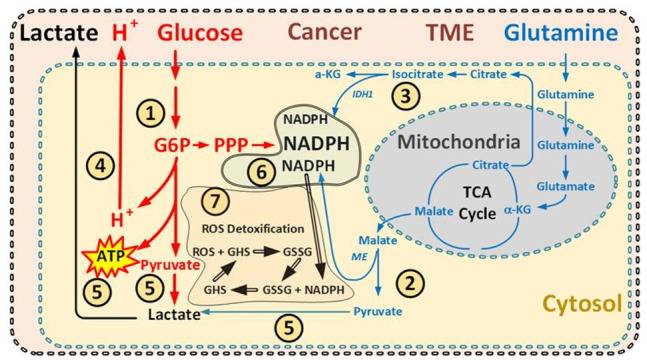 Lactate H+ Glucose Cancer TME Glutamine
a-KG Isocitrate Citrate
IDH1
3
Glutamine
1
NADPH
G6P PPP NADPH
NADPH
6
Mitochondria
Glutamine
Citrate
4
TCA
Cycle
Glutamate
α-KG
Malate
7
H+
ROS Detoxification
Malate
ME
ATP
ROS + GHS GSSG
Pyruvate
5
5
GHS GSSG + NADPH
2
Cytosol
Lactate
Pyruvate
5